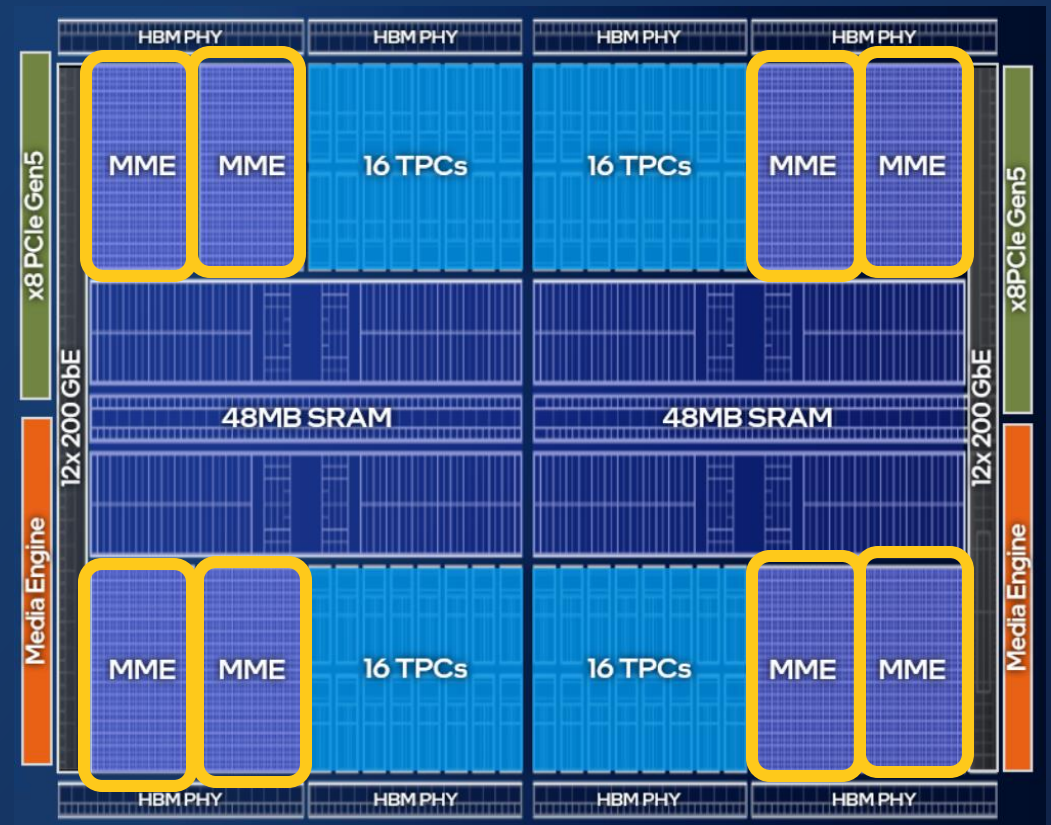 HBM PHY
HBM PHY
HBM PHY
HBM PHY
x8 PCIe Gen5
MME
MME
16 TPCs
16 TPCs
MME
MME
x8PCIe Gen5
12x 200 GbE
48MB SRAM
48MB SRAM
12x 200 GbE
Media Engine
MME
MME
16 TPCs
16 TPCs
MME
MME
Media Engine
HBM PHY
HBM PHY
HBM PHY
HBM PHY